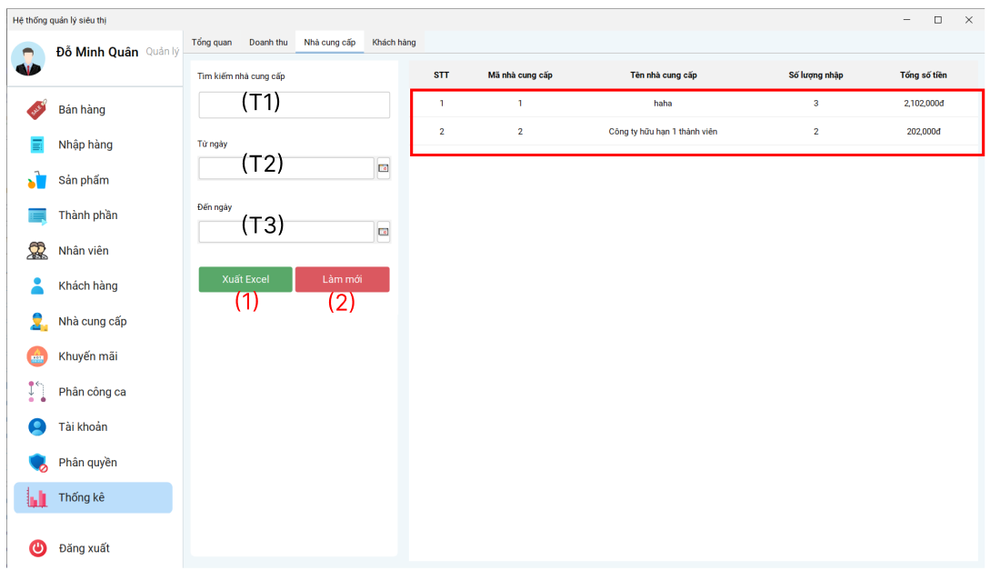 Hệ thống quản lý siêu thị
Đỗ Minh Quân Quản lý
Bán hàng
Nhập hàng
Sản phẩm
Thành phần
Nhân viên
Khách hàng
Nhà cung cấp
Khuyến mãi
Phân công ca
Tài khoản
Phân quyền
Thống kê
Đăng xuất
Tổng quan Doanh thu Nhà cung cấp Khách hàng
Tìm kiếm nhà cung cấp
(T1)
Từ ngày
(T2)
Đến ngày
(T3)
Xuất Excel Làm mới
(1) (2)
STT Mã nhà cung cấp Tên nhà cung cấp Số lượng nhập Tổng số tiền
1 1 haha 3 2,102,000đ
2 2 Công ty hữu hạn 1 thành viên 2 202,000đ